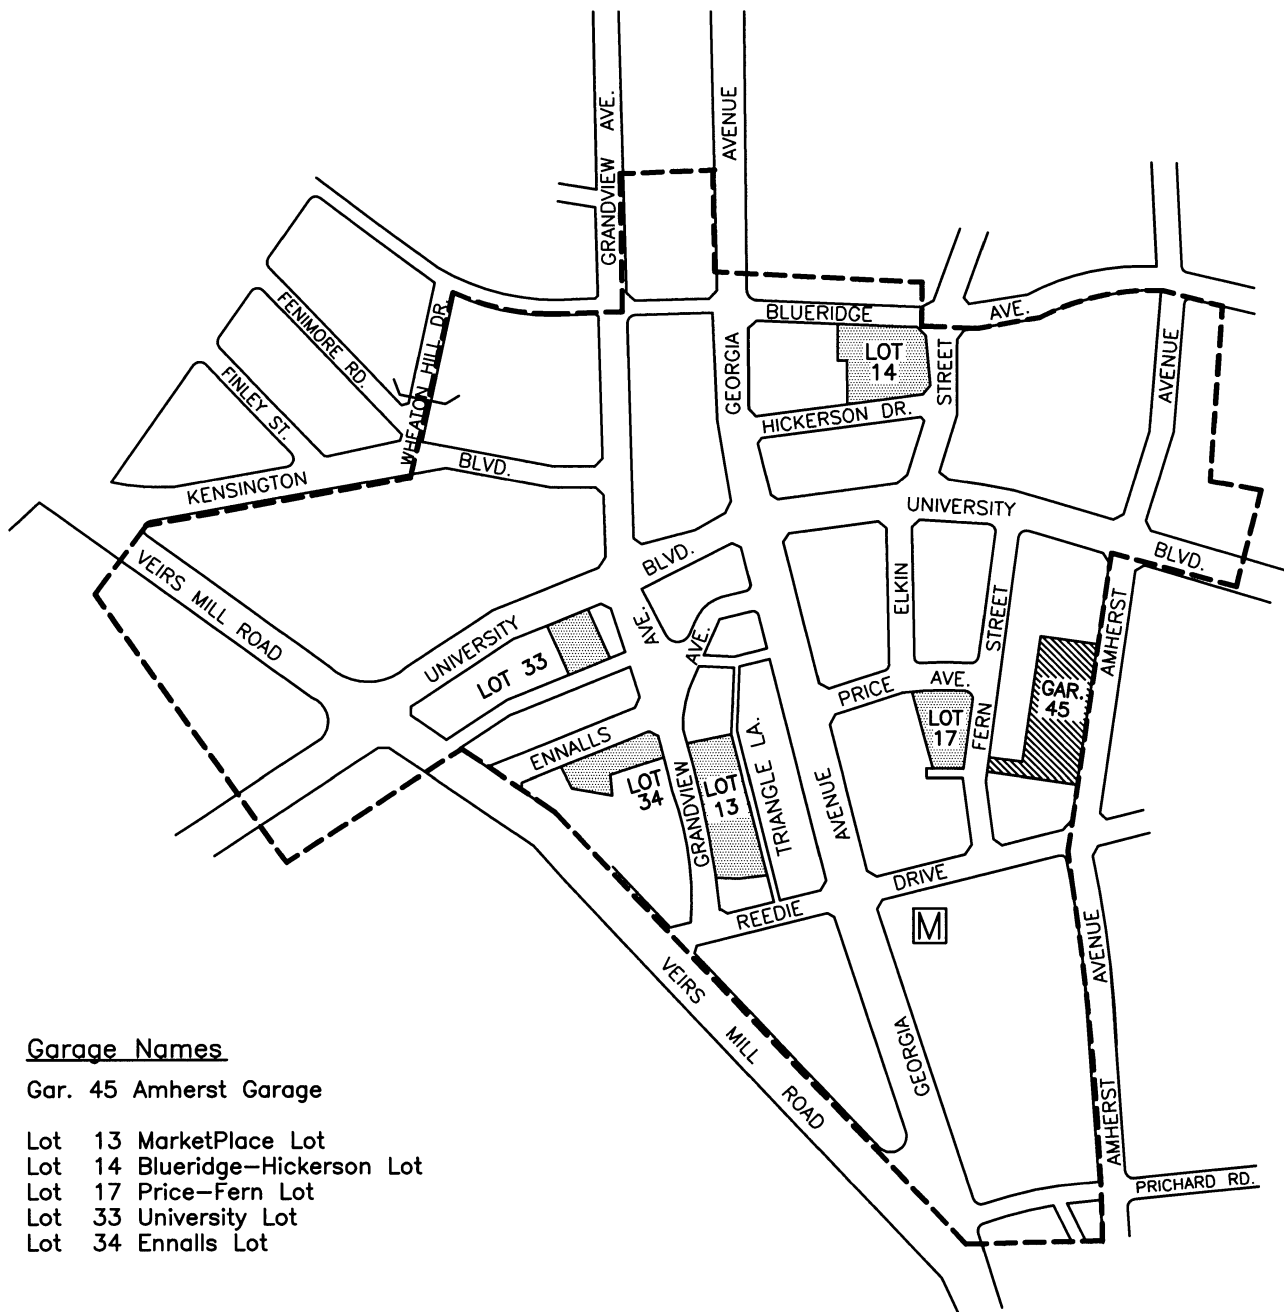 GRANDVIEW AVE.
AVENUE
FENIMORE RD.
FINLEY ST.
WHEATON HILL DR.
KENSINGTON
BLVD.
BLUERIDGE
AVE.
LOT
14
GEORGIA
STREET
AVENUE
HICKERSON DR.
UNIVERSITY
BLVD.
VEIRS MILL ROAD
UNIVERSITY
BLVD.
AVE.
AVE.
LOT 33
ELKIN
STREET
AMHERST
PRICE
AVE.
GAR.
45
LOT
17
FERN
ENNALLS
LOT
34
GRANDVIEW
LOT
13
TRIANGLE LA.
AVENUE
DRIVE
REEDIE
M
AVENUE
VEIRS
MILL
ROAD
GEORGIA
AMHERST
PRICHARD RD.
Garage Names
Gar. 45 Amherst Garage
Lot 13 MarketPlace Lot
Lot 14 Blueridge-Hickerson Lot
Lot 17 Price-Fern Lot
Lot 33 University Lot
Lot 34 Ennalls Lot